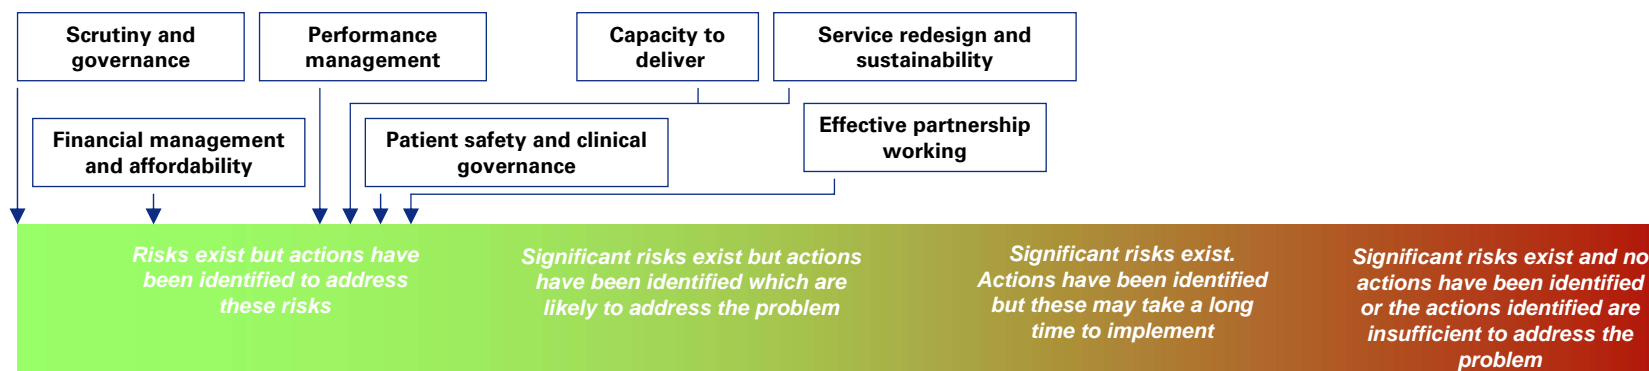 Scrutiny and
governance
Performance
management
Capacity to
deliver
Service redesign and
sustainability
Financial management
and affordability
Patient safety and clinical
governance
Effective partnership
working
Risks exist but actions have
been identified to address
these risks
Significant risks exist but actions
have been identified which are
likely to address the problem
Significant risks exist.
Actions have been identified
but these may take a long
time to implement
Significant risks exist and no
actions have been identified
or the actions identified are
insufficient to address the
problem